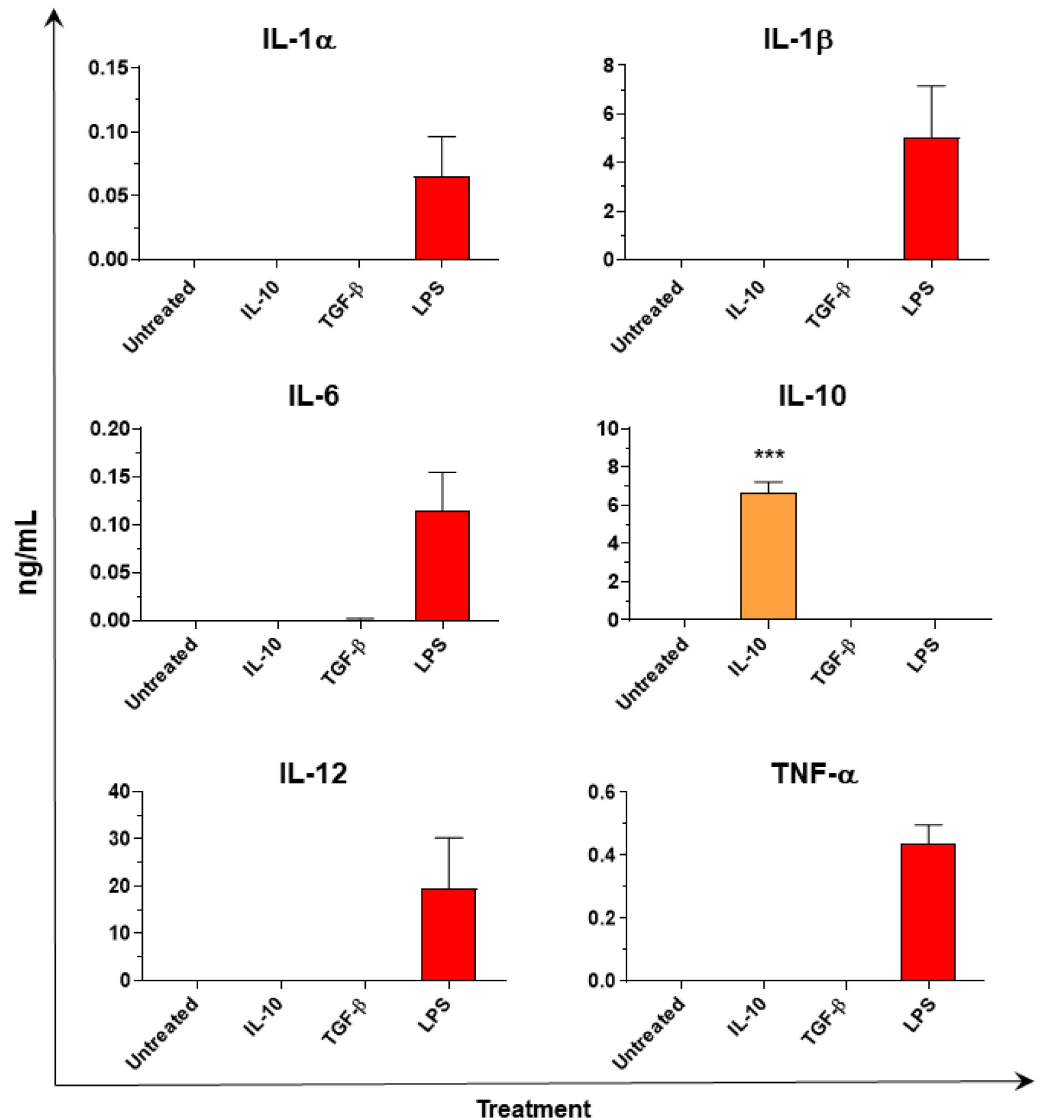 IL-1α
0.15
0.10
0.05
0.00
Untreated
IL-10
TGF-β
LPS
IL-1β
8
6
4
2
0
Untreated
IL-10
TGF-β
LPS
IL-6
0.20
0.15
0.10
0.05
0.00
Untreated
IL-10
TGF-β
LPS
IL-10
10
8
6
4
2
0
***
Untreated
IL-10
TGF-β
LPS
ng/mL
IL-12
40
30
20
10
0
Untreated
IL-10
TGF-β
LPS
TNF-α
0.6
0.4
0.2
0.0
Untreated
IL-10
TGF-β
LPS
Treatment